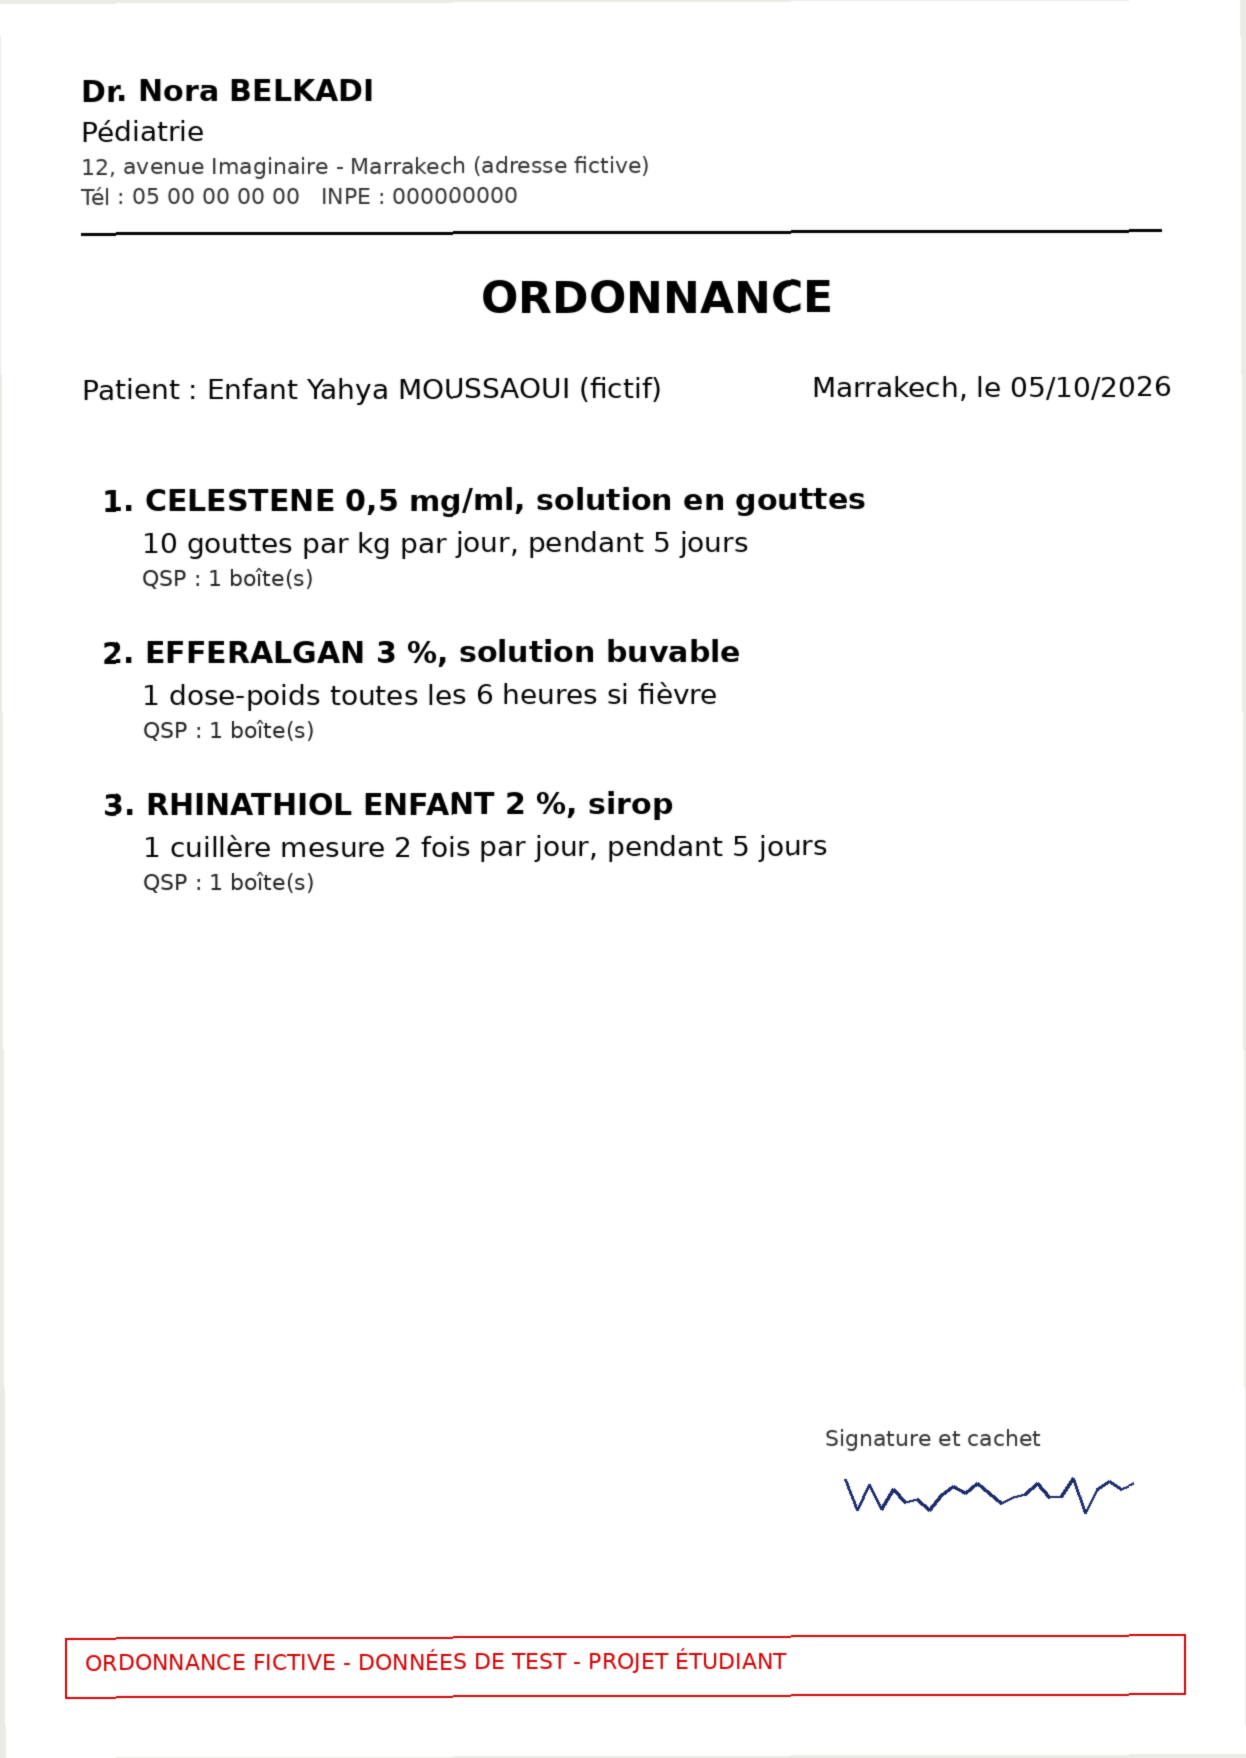 Dr. Nora BELKADI
Pédiatrie
12, avenue Imaginaire - Marrakech (adresse fictive)
Tél : 05 00 00 00 00 INPE : 000000000
ORDONNANCE
Patient : Enfant Yahya MOUSSAOUI (fictif) Marrakech, le 05/10/2026
1. CELESTENE 0,5 mg/ml, solution en gouttes
10 gouttes par kg par jour, pendant 5 jours
QSP : 1 boîte(s)
2. EFFERALGAN 3 %, solution buvable
1 dose-poids toutes les 6 heures si fièvre
QSP : 1 boîte(s)
3. RHINATHIOL ENFANT 2 %, sirop
1 cuillère mesure 2 fois par jour, pendant 5 jours
QSP : 1 boîte(s)
Signature et cachet
ORDONNANCE FICTIVE - DONNÉES DE TEST - PROJET ÉTUDIANT